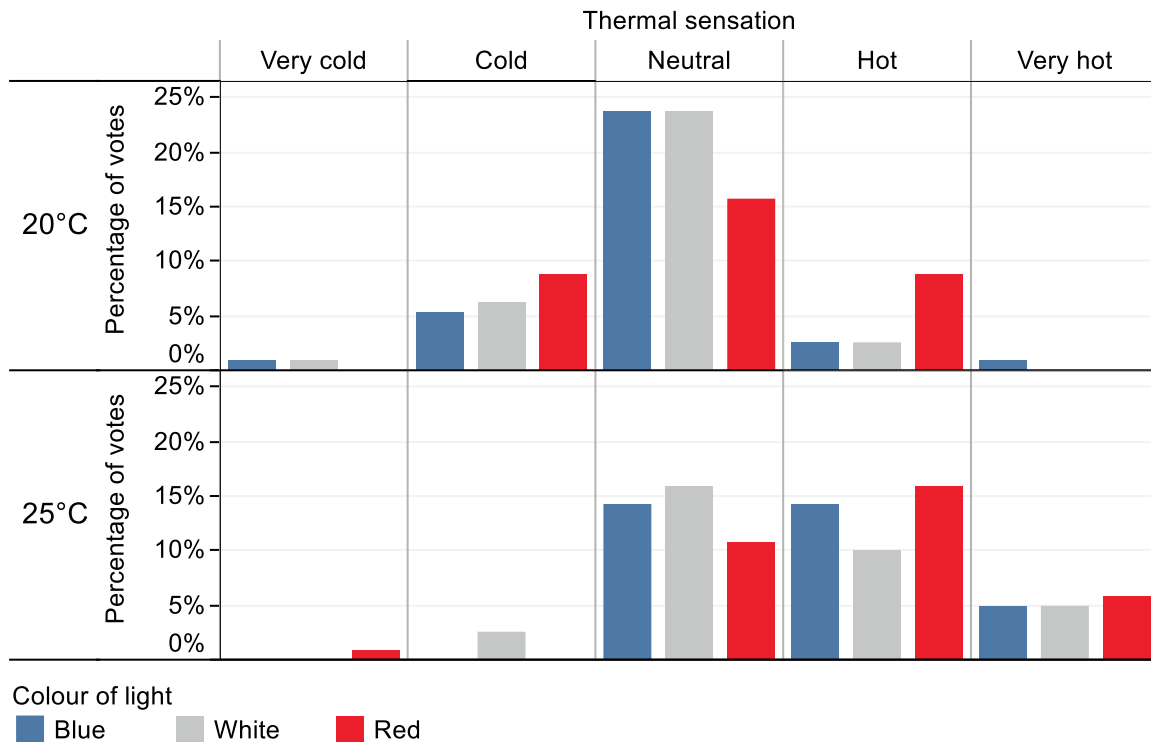 Thermal sensation
Very cold Cold Neutral Hot Very hot
20°C
Percentage of votes
25%
20%
15%
10%
5%
0%
25°C
Percentage of votes
25%
20%
15%
10%
5%
0%
Colour of light
Blue White Red